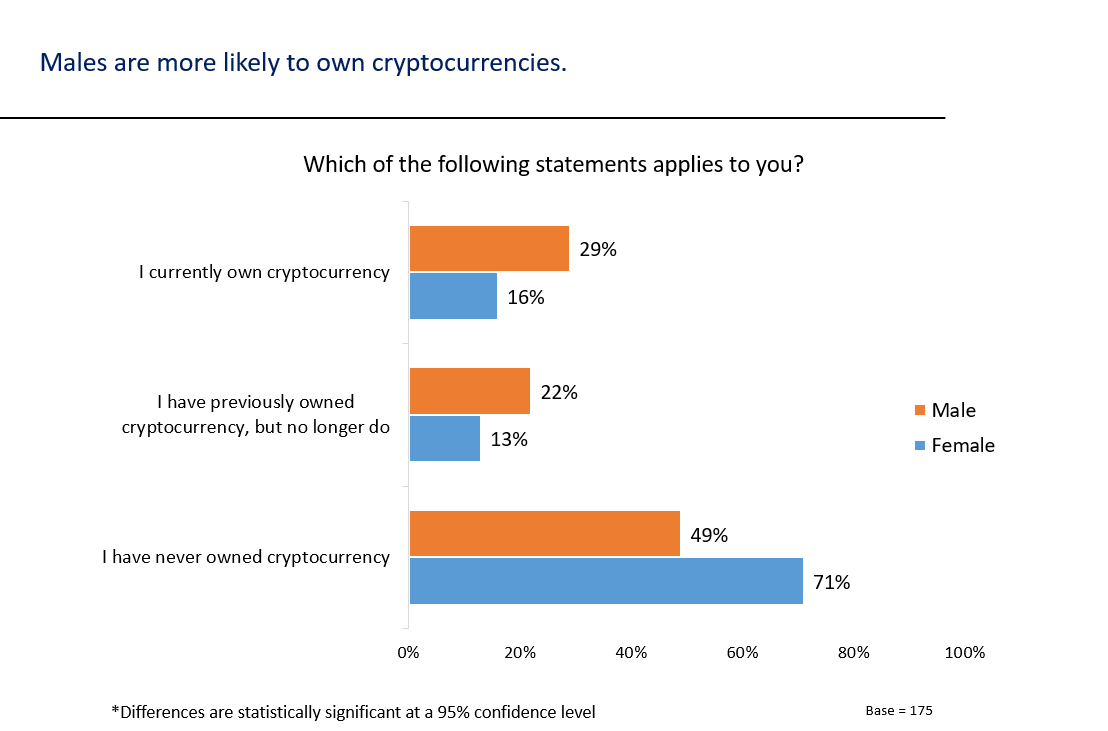 Males are more likely to own cryptocurrencies.
Which of the following statements applies to you?
I currently own cryptocurrency
29%
16%
I have previously owned
cryptocurrency, but no longer do
22%
13%
I have never owned cryptocurrency
49%
71%
Male
Female
0% 20% 40% 60% 80% 100%
*Differences are statistically significant at a 95% confidence level
Base = 175